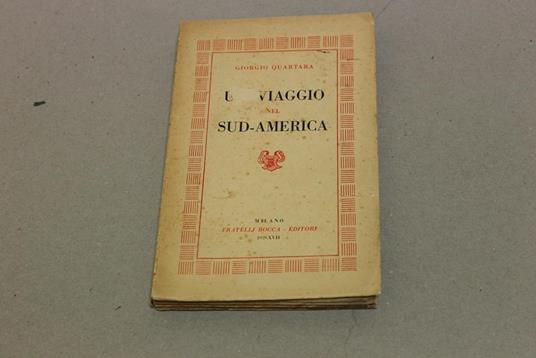 GIORGIO QUARTARA
U VIAGGIO
NEL
SUD-AMERICA
MILANO
FRATELLI BOCCA - EDITORI